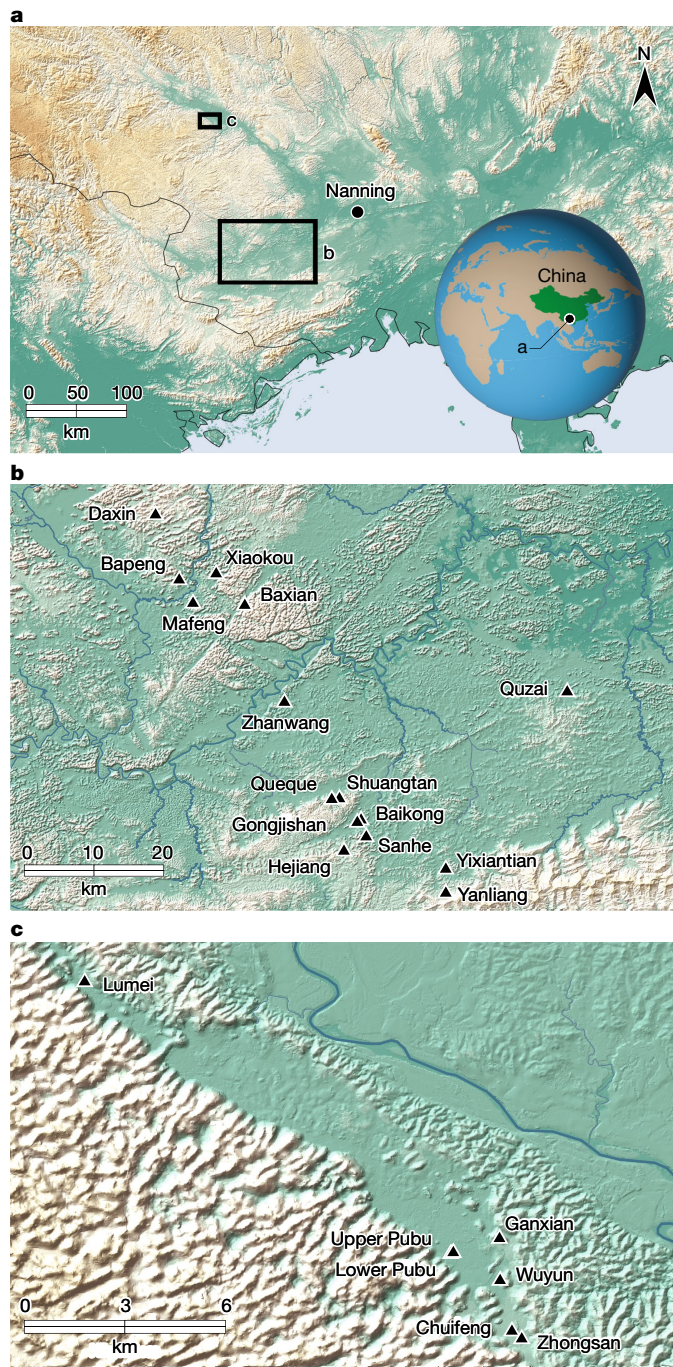 a
N
c
Nanning
b
China
a
0 50 100
km
b
Daxin
Bapeng
Xiaokou
Baxian
Mafeng
Quzai
Zhanwang
Queque
Shuangtan
Gongjishan
Baikong
Sanhe
Hejiang
Yixiantian
Yanliang
0 10 20
km
c
Lumei
Ganxian
Upper Pubu
Lower Pubu
Wuyun
Chuifeng
Zhongsan
0 3 6
km